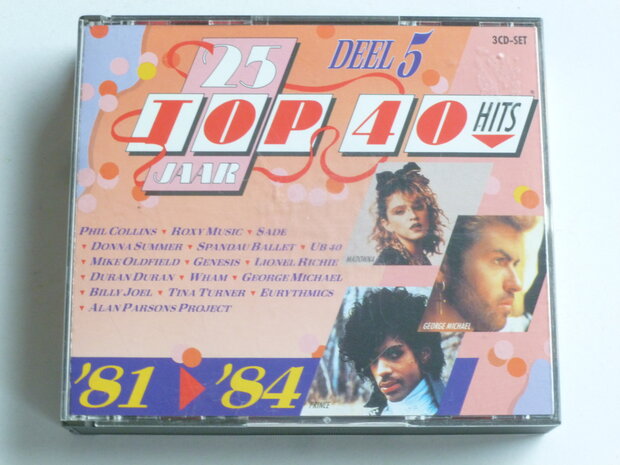 DEEL 5
3CD-SET
'25
TOP 40 HITS
JAAR
PHIL COLLINS ▾ ROXY MUSIC ▾ SADE
▾ DONNA SUMMER ▾ SPANDAU BALLET ▾ UB 40
▾ MIKE OLDFIELD ▾ GENESIS ▾ LIONEL RICHIE
▾ DURAN DURAN ▾ WHAM ▾ GEORGE MICHAEL
▾ BILLY JOEL ▾ TINA TURNER ▾ EURYTHMICS
▾ ALAN PARSONS PROJECT
MADONNA
GEORGE MICHAEL
PRINCE
'81 ▶ '84